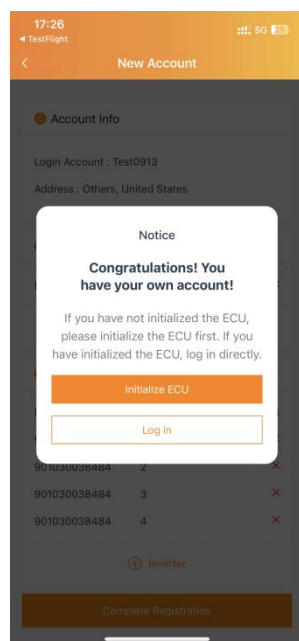 17:26
5G 29
◀ TestFlight
New Account
Account Info
Login Account : Test0913
Address : Others, United States
Notice
Congratulations! You
have your own account!
If you have not initialized the ECU,
please initialize the ECU first. If you
have initialized the ECU, log in directly.
Initialize ECU
Log in
901030038484 2
901030038484 3
901030038484 4
Inverter
Complete Registration